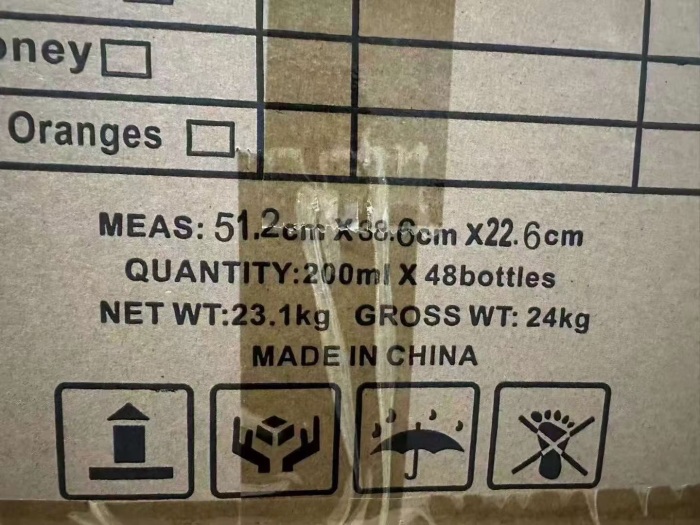 oney
Oranges
MEAS: 51.2cm X38.6cm X22.6cm
QUANTITY:200ml X 48bottles
NET WT:23.1kg GROSS WT: 24kg
MADE IN CHINA